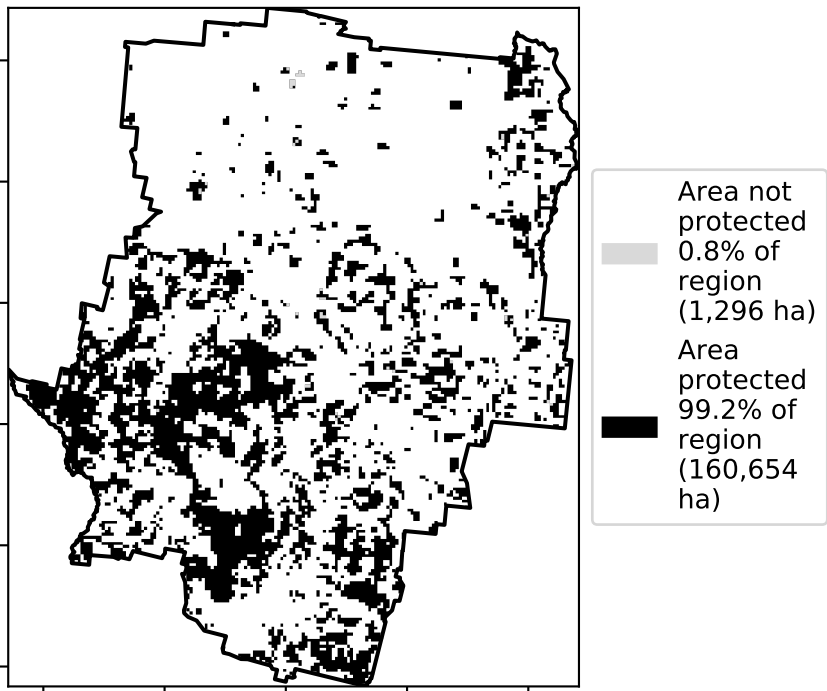 Area not
protected
0.8% of
region
(1,296 ha)
Area
protected
99.2% of
region
(160,654
ha)